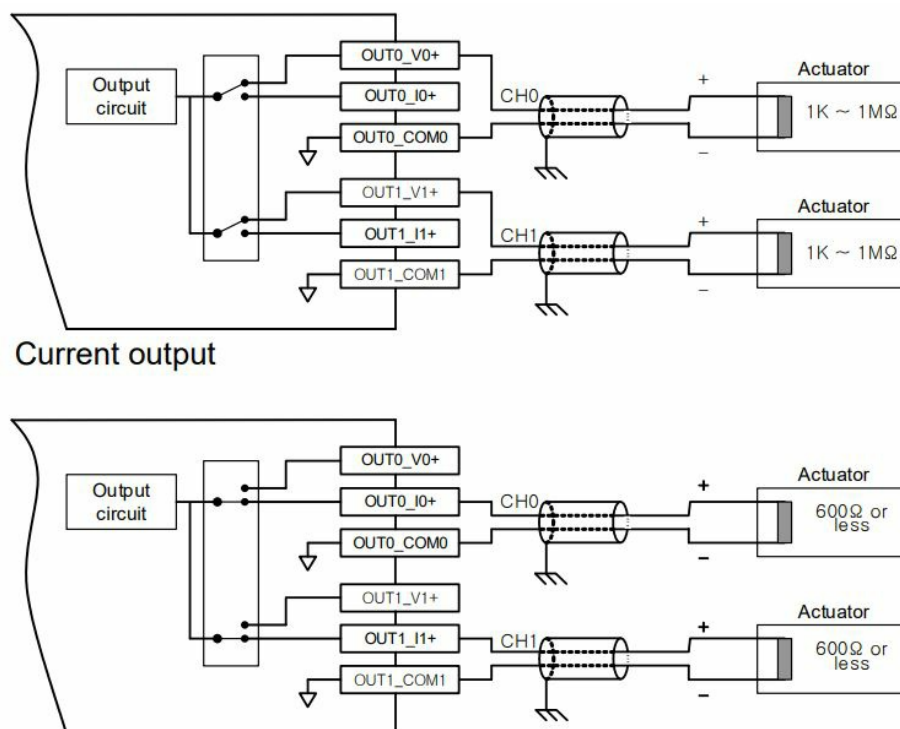 OUT0_V0+
Output
circuit
OUT0_I0+
OUT0_COM0
CH0
+
−
Actuator
1K ~ 1MΩ
OUT1_V1+
OUT1_I1+
OUT1_COM1
CH1
+
−
Actuator
1K ~ 1MΩ
Current output
OUT0_V0+
Output
circuit
OUT0_I0+
OUT0_COM0
CH0
+
−
Actuator
600Ω or
less
OUT1_V1+
OUT1_I1+
OUT1_COM1
CH1
+
−
Actuator
600Ω or
less